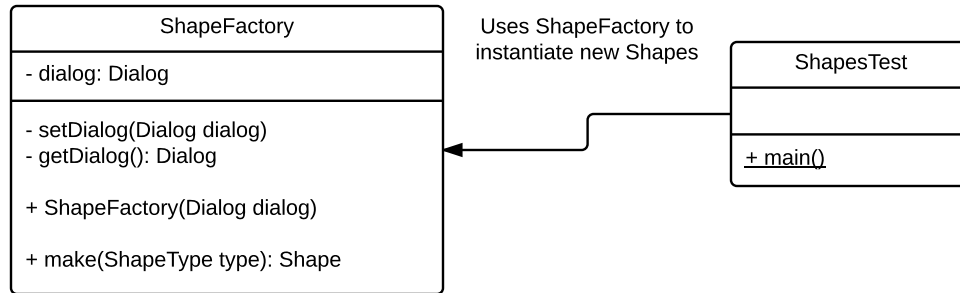 ShapeFactory
- dialog: Dialog
- setDialog(Dialog dialog)
- getDialog(): Dialog
+ ShapeFactory(Dialog dialog)
+ make(ShapeType type): Shape
Uses ShapeFactory to
instantiate new Shapes
ShapesTest
+ main()